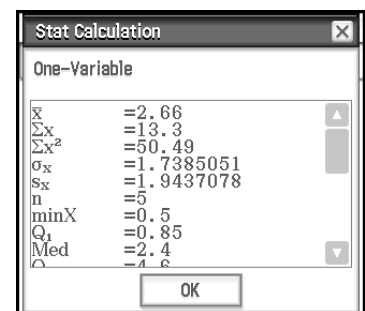 Stat Calculation
One-Variable
x̄ =2.66
Σx =13.3
Σx² =50.49
σx =1.7385051
sx =1.9437078
n =5
minX =0.5
Q₁ =0.85
Med =2.4
OK